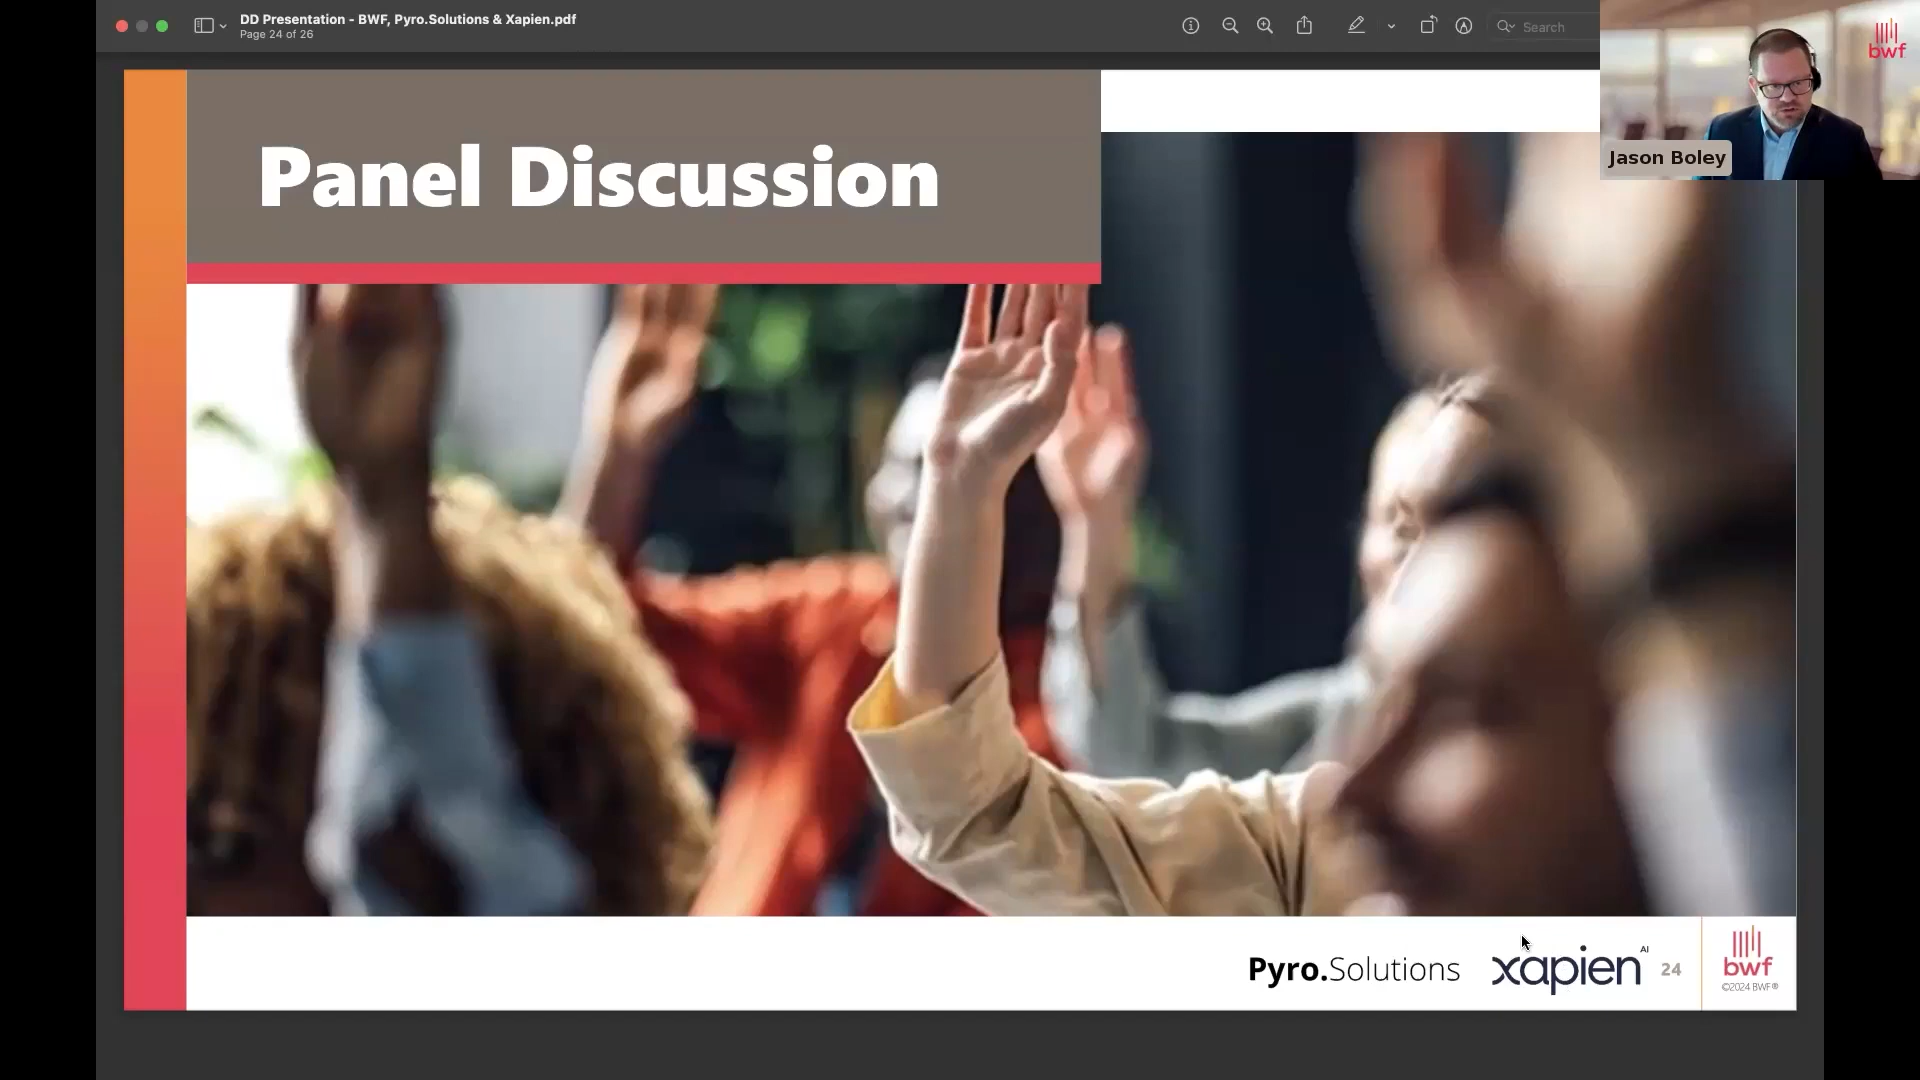 DD Presentation - BWF, Pyro.Solutions & Xapien.pdf
Page 24 of 26
Search
bwf
Jason Boley
Panel Discussion
Pyro.Solutions
xapien AI
24
bwf
©2024 BWF®